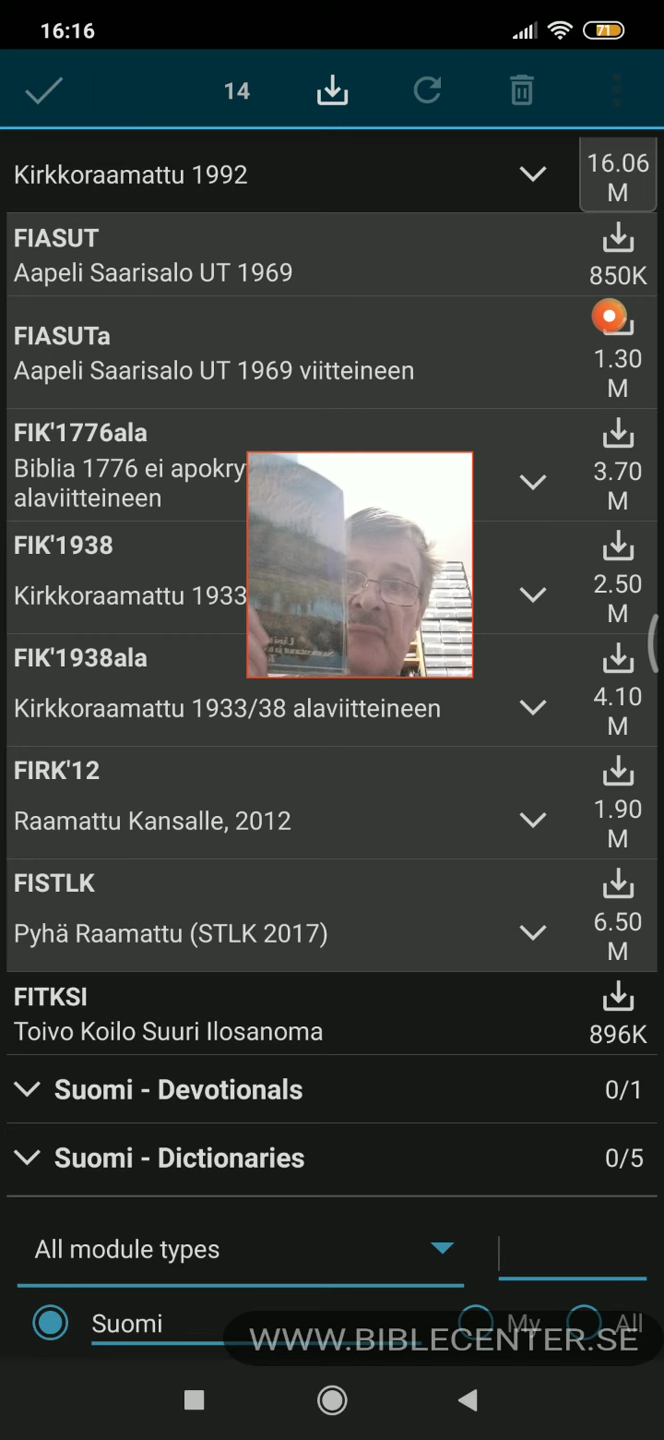 16:16
71
14
Kirkkoraamattu 1992
16.06
M
FIASUT
Aapeli Saarisalo UT 1969
850K
FIASUTa
Aapeli Saarisalo UT 1969 viitteineen
1.30
M
FIK'1776ala
Biblia 1776 ei apokry
alaviitteineen
3.70
M
FIK'1938
Kirkkoraamattu 1933
2.50
M
FIK'1938ala
Kirkkoraamattu 1933/38 alaviitteineen
4.10
M
FIRK'12
Raamattu Kansalle, 2012
1.90
M
FISTLK
Pyhä Raamattu (STLK 2017)
6.50
M
FITKSI
Toivo Koilo Suuri Ilosanoma
896K
Suomi - Devotionals 0/1
Suomi - Dictionaries 0/5
All module types
Suomi My All
WWW.BIBLECENTER.SE